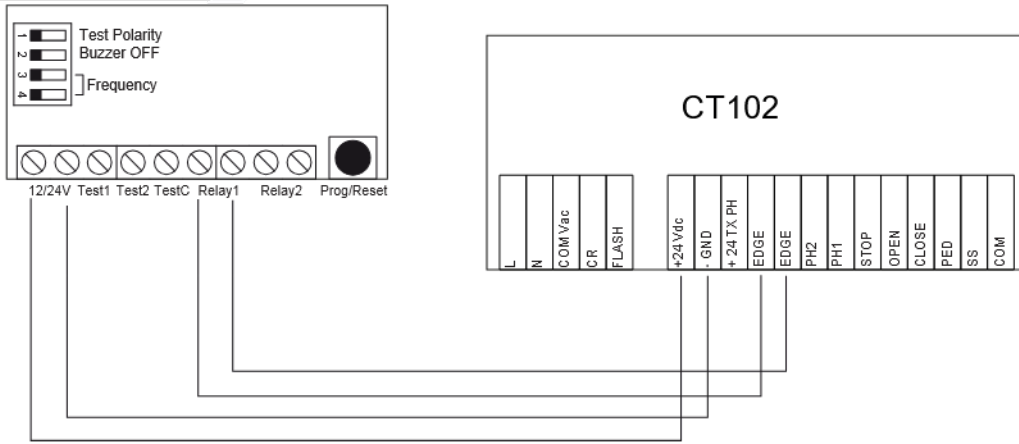 1 Test Polarity
2 Buzzer OFF
3
4
Frequency
12/24V Test1 Test2 TestC Relay1 Relay2 Prog/Reset
CT102
L
N
COM Vac
CR
FLASH
+24 Vdc
- GND
+ 24 TX PH
EDGE
EDGE
PH2
PH1
STOP
OPEN
CLOSE
PED
SS
COM